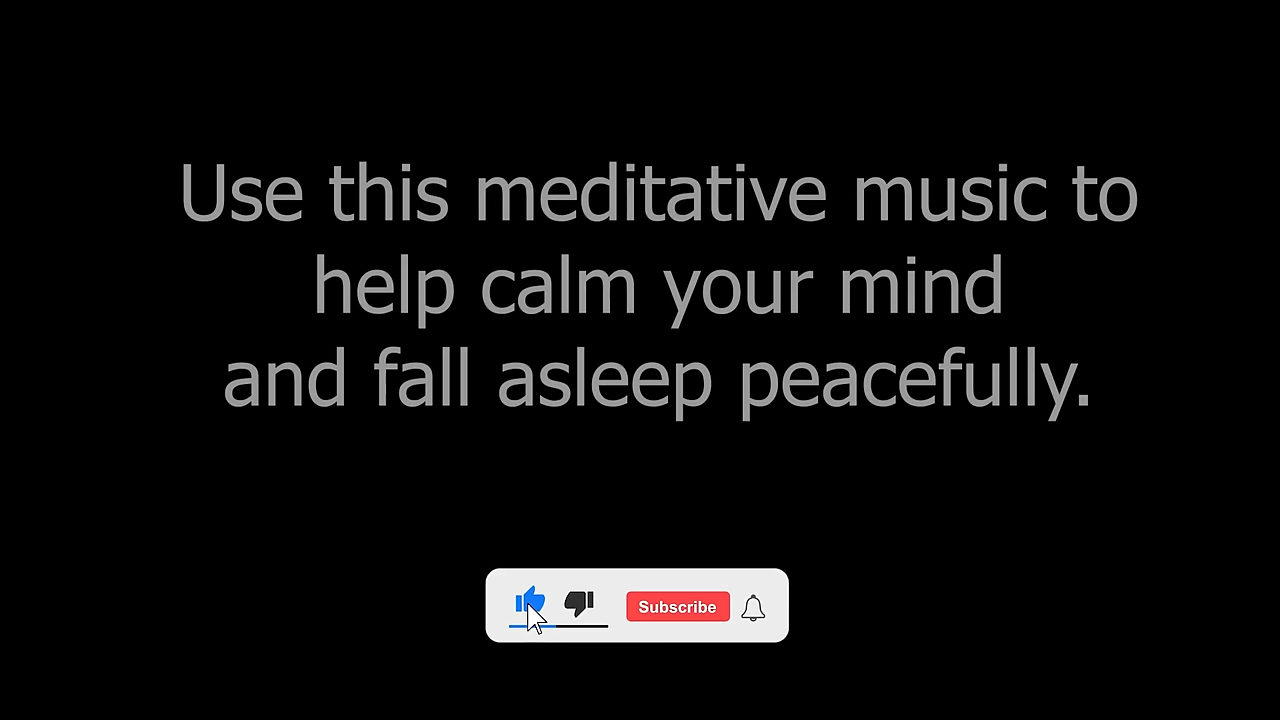 Use this meditative music to
help calm your mind
and fall asleep peacefully.
Subscribe